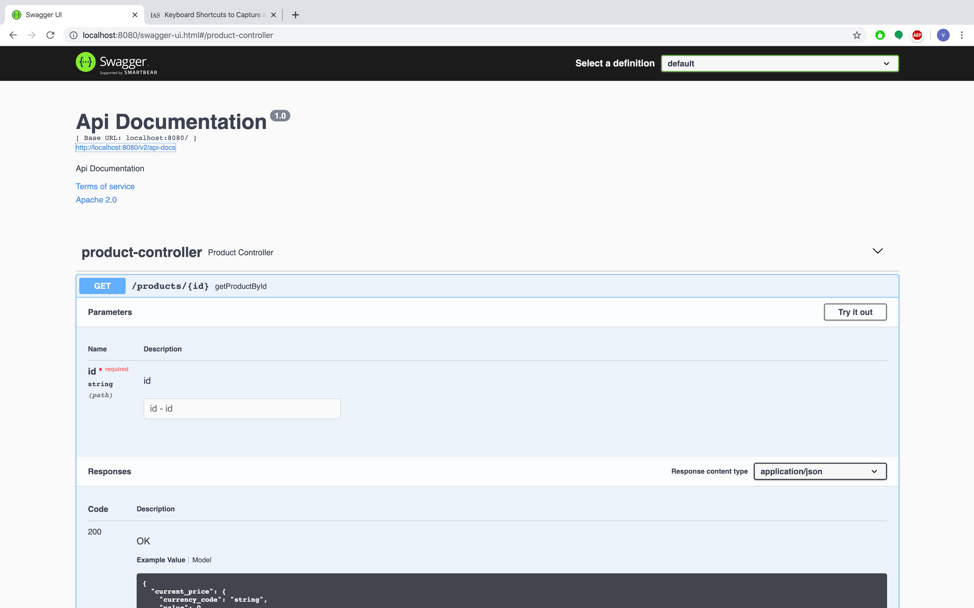 Swagger UI
IAS Keyboard Shortcuts to Capture
localhost:8080/swagger-ui.html#/product-controller
ABP
V
Swagger
Supported by SMARTBEAR
Select a definition
default
Api Documentation 1.0
[ Base URL: localhost:8080/ ]
http://localhost:8080/v2/api-docs
Api Documentation
Terms of service
Apache 2.0
product-controller Product Controller
GET /products/{id} getProductById
Parameters
Try it out
Name Description
id * required
string
(path)
id
id - id
Responses
Response content type application/json
Code Description
200
OK
Example Value | Model
{
"current_price": {
"currency_code": "string",
"value": 0